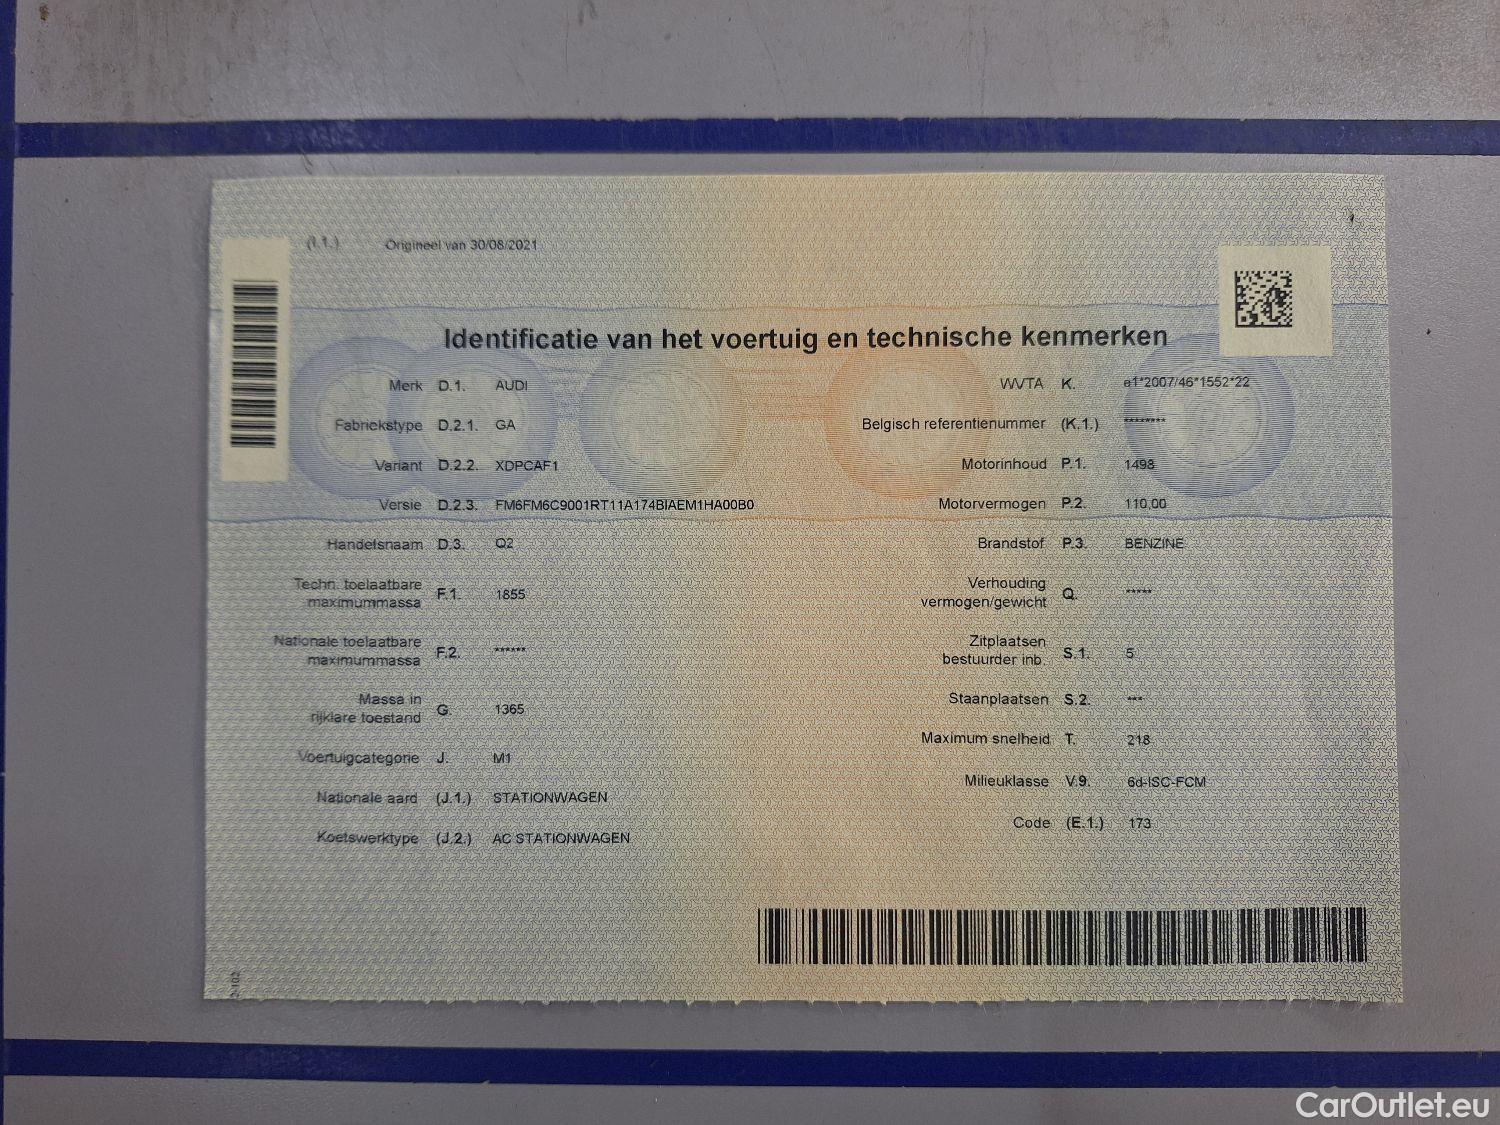 (I.1.) Origineel van 30/08/2021
Identificatie van het voertuig en technische kenmerken
Merk D.1. AUDI
Fabriekstype D.2.1. GA
Variant D.2.2. XDPCAF1
Versie D.2.3. FM6FM6C9001RT11A174BIAEM1HA00B0
Handelsnaam D.3. Q2
Techn. toelaatbare
maximummassa F.1. 1855
Nationale toelaatbare
maximummassa F.2. ******
Massa in
rijklare toestand G. 1365
Voertuigcategorie J. M1
Nationale aard (J.1.) STATIONWAGEN
Koetswerktype (J.2.) AC STATIONWAGEN
WVTA K. e1*2007/46*1552*22
Belgisch referentienummer (K.1.) ********
Motorinhoud P.1. 1498
Motorvermogen P.2. 110,00
Brandstof P.3. BENZINE
Verhouding
vermogen/gewicht Q. *****
Zitplaatsen
bestuurder inb. S.1. 5
Staanplaatsen S.2. ***
Maximum snelheid T. 218
Milieuklasse V.9. 6d-ISC-FCM
Code (E.1.) 173
CarOutlet.eu